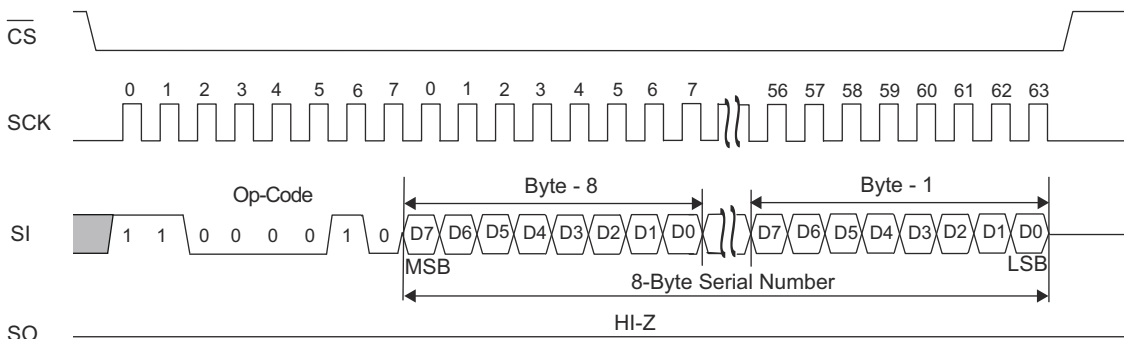 CS
0 1 2 3 4 5 6 7 0 1 2 3 4 5 6 7 56 57 58 59 60 61 62 63
SCK
Op-Code Byte - 8 Byte - 1
SI 1 1 0 0 0 0 1 0 D7 D6 D5 D4 D3 D2 D1 D0 D7 D6 D5 D4 D3 D2 D1 D0
MSB LSB
8-Byte Serial Number
HI-Z
SO